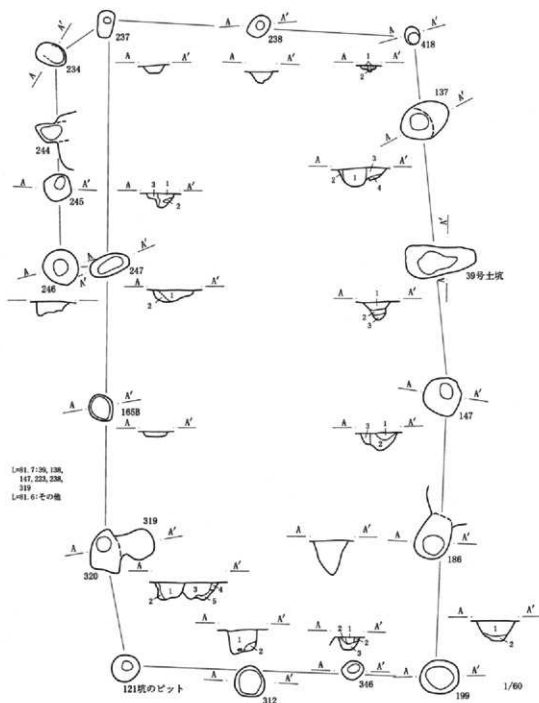 A'
237
A'
A
238
A'
A
418
234
A
A A'
A A'
1
A A'
2
137
A'
A
244
A A'
245
3 1
A A'
2
3
A A'
2 1
4
A'
A A'
246
247
A'
39号土坑
A A'
A A'
2 1
1
A A'
2
3
A A'
165B
A A'
A A'
147
3 1
A A'
2
L=81.7:39, 138,
147, 223, 238,
319
L=81.6:その他
319
A A'
320
A A'
2 1 3 4
5
A A'
A A'
186
A A'
1
2
2 1
A A'
2
3
A A'
1
2
121坑のピット
A A'
312
A A'
346
A A'
199
1/60